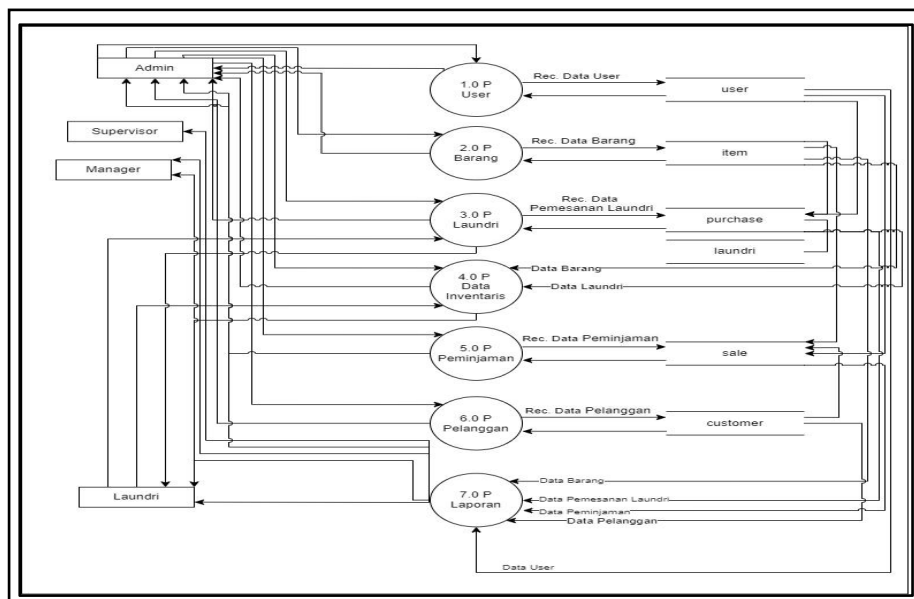 Admin
Supervisor
Manager
Laundri
1.0 P
User
Rec. Data User
user
2.0 P
Barang
Rec. Data Barang
item
3.0 P
Laundri
Rec. Data
Pemesanan Laundri
purchase
laundri
4.0 P
Data
Inventaris
Data Barang
Data Laundri
5.0 P
Peminjaman
Rec. Data Peminjaman
sale
6.0 P
Pelanggan
Rec. Data Pelanggan
customer
7.0 P
Laporan
Data Barang
Data Pemesanan Laundri
Data Peminjaman
Data Pelanggan
Data User